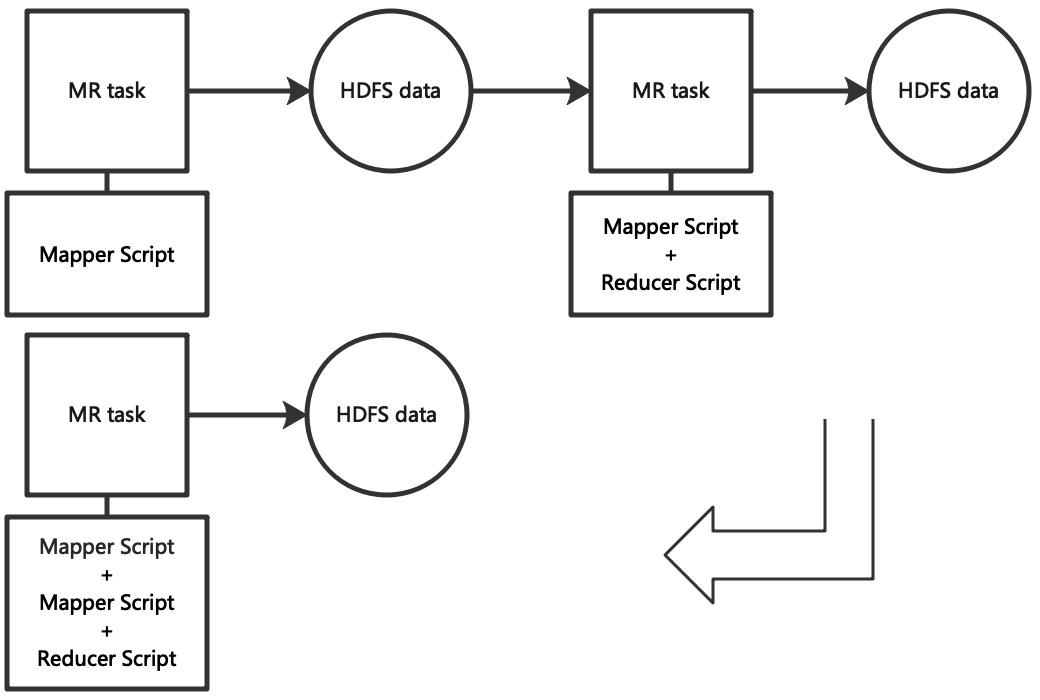 MR task
HDFS data
MR task
HDFS data
Mapper Script
Mapper Script
+
Reducer Script
MR task
HDFS data
Mapper Script
+
Mapper Script
+
Reducer Script